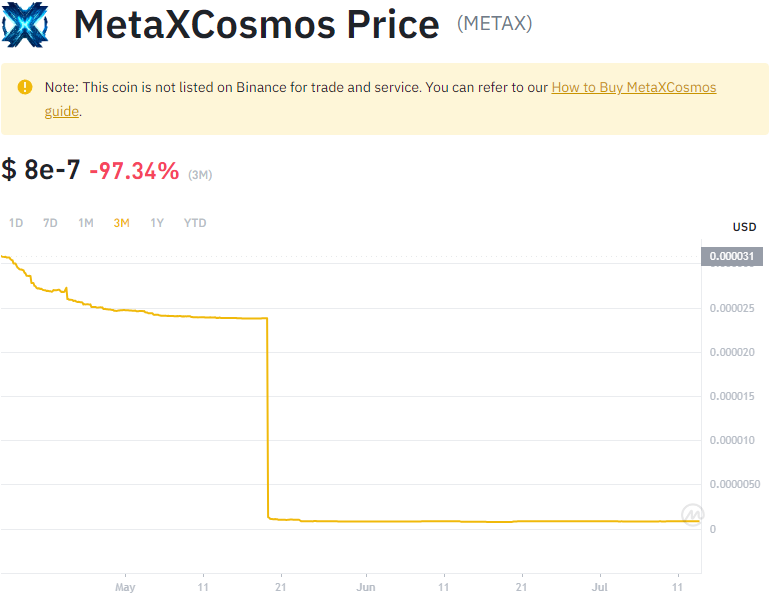 MetaXCosmos Price (METAX)
Note: This coin is not listed on Binance for trade and service. You can refer to our How to Buy MetaXCosmos
guide.
$ 8e-7 -97.34% (3M)
1D 7D 1M 3M 1Y YTD
USD
0.000031
0.000025
0.000020
0.000015
0.000010
0.0000050
0
May 11 21 Jun 11 21 Jul 11